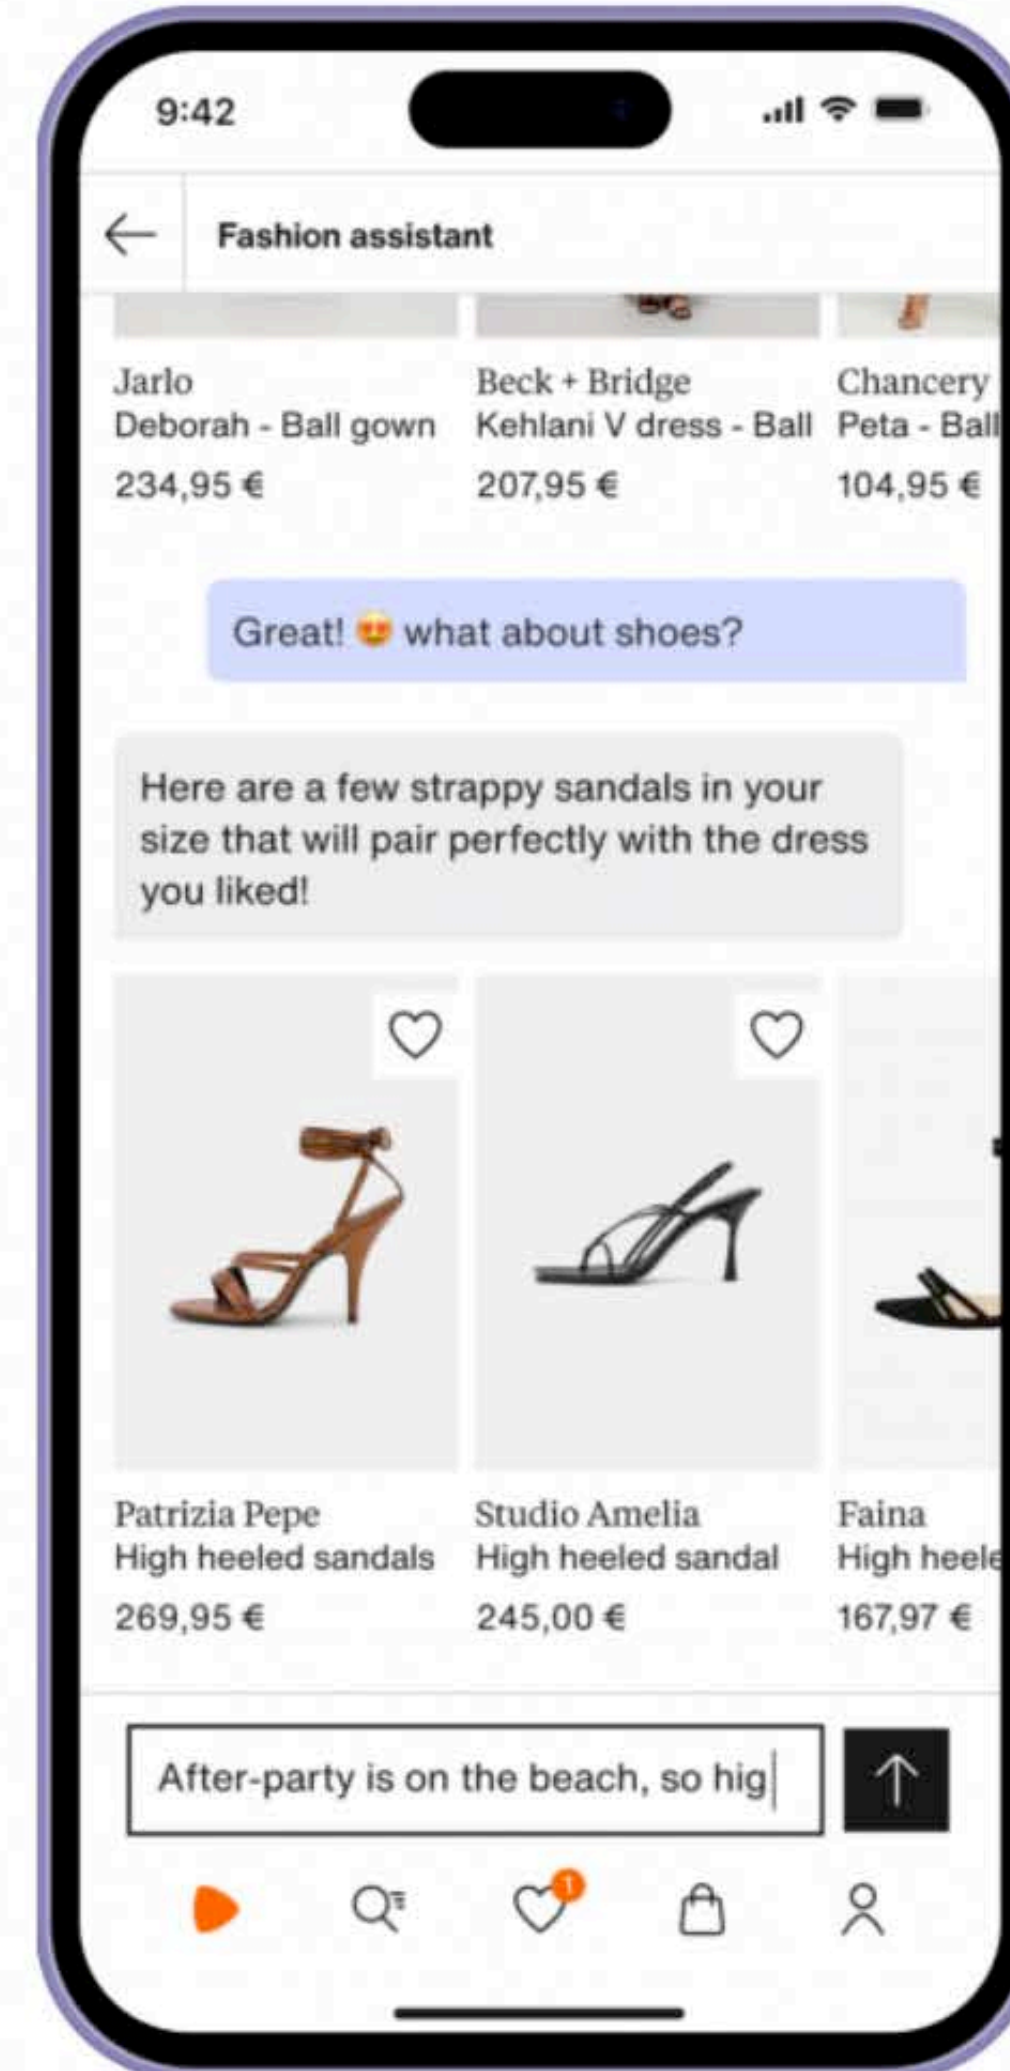 9:42
Fashion assistant
Jarlo
Deborah - Ball gown
234,95 €
Beck + Bridge
Kehlani V dress - Ball
207,95 €
Chancery
Peta - Ball
104,95 €
Great! 😍 what about shoes?
Here are a few strappy sandals in your
size that will pair perfectly with the dress
you liked!
Patrizia Pepe
High heeled sandals
269,95 €
Studio Amelia
High heeled sandal
245,00 €
Faina
High heele
167,97 €
After-party is on the beach, so hig
1